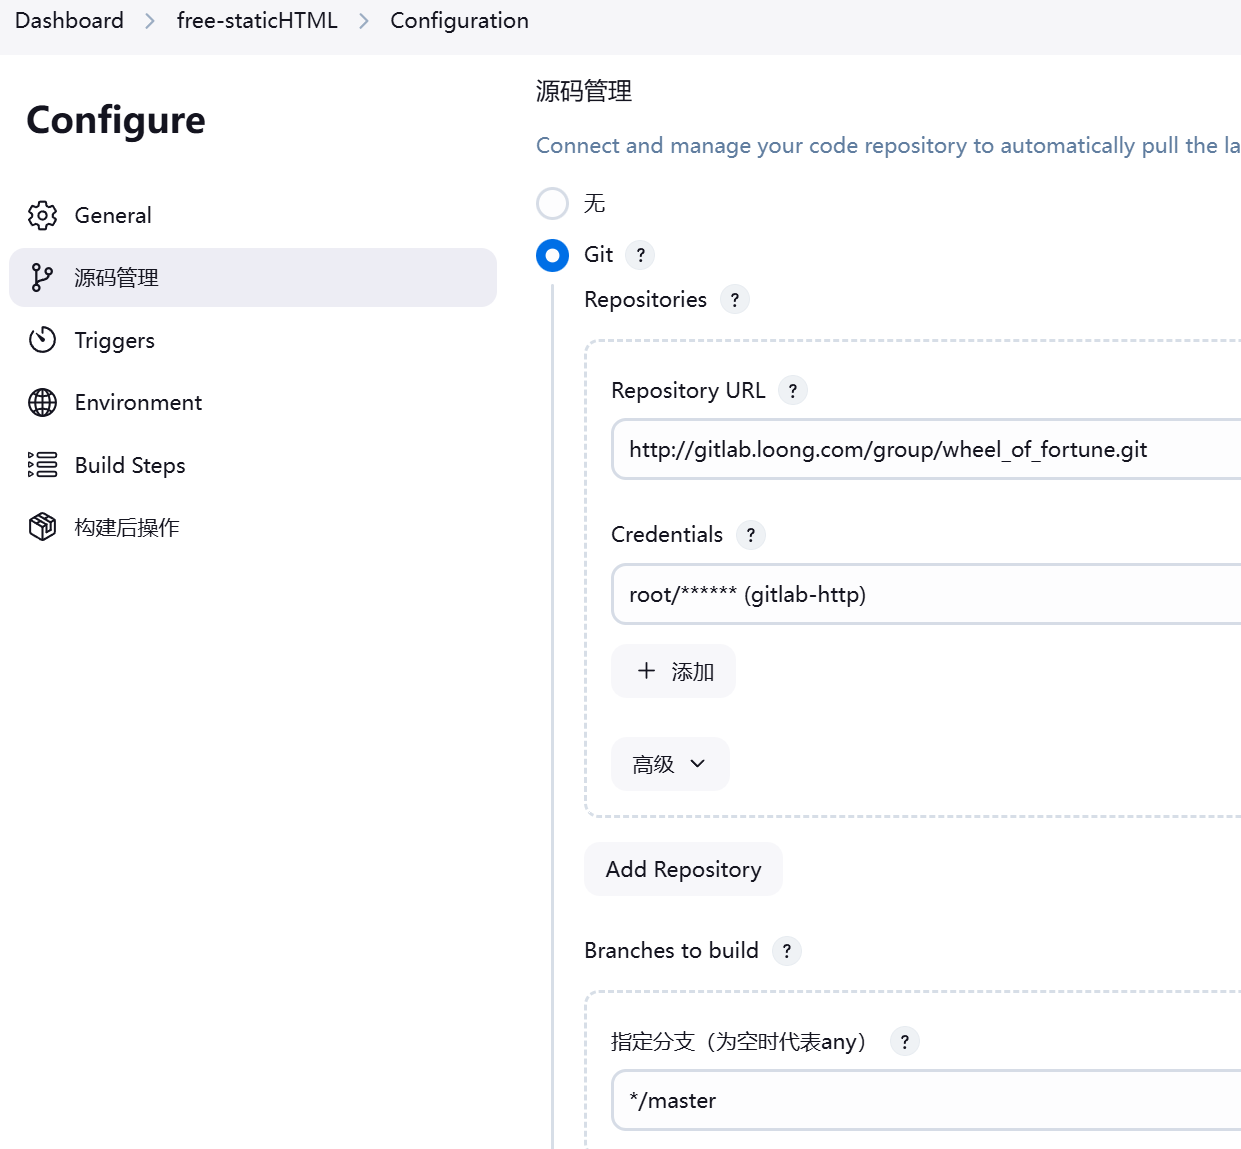 Dashboard > free-staticHTML > Configuration
Configure
General
源码管理
Triggers
Environment
Build Steps
构建后操作
源码管理
Connect and manage your code repository to automatically pull the la
无
Git ?
Repositories ?
Repository URL ?
http://gitlab.loong.com/group/wheel_of_fortune.git
Credentials ?
root/****** (gitlab-http)
+ 添加
高级
Add Repository
Branches to build ?
指定分支（为空时代表any） ?
*/master